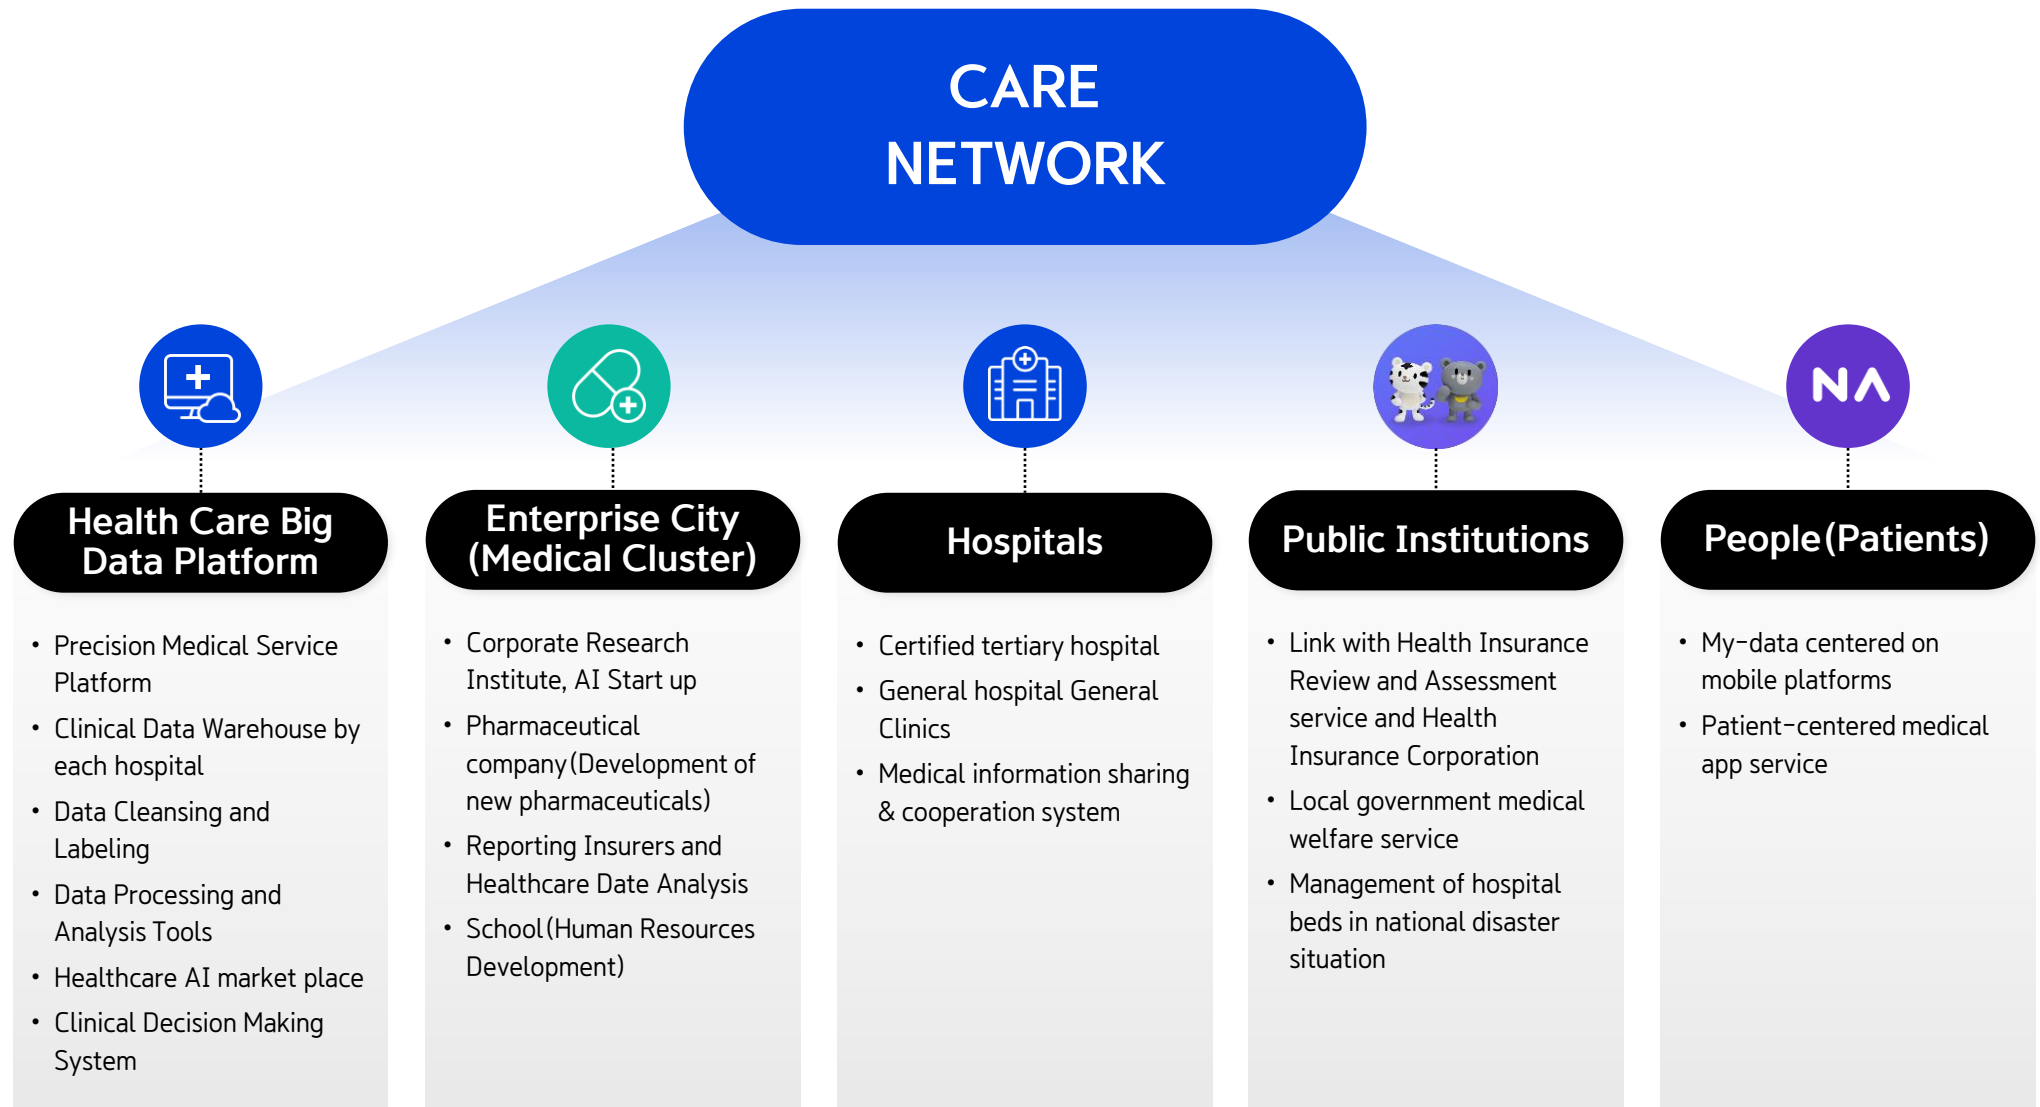 CARE
NETWORK
NA
Health Care Big
Data Platform
• Precision Medical Service
Platform
• Clinical Data Warehouse by
each hospital
• Data Cleansing and
Labeling
• Data Processing and
Analysis Tools
• Healthcare AI market place
• Clinical Decision Making
System
Enterprise City
(Medical Cluster)
• Corporate Research
Institute, AI Start up
• Pharmaceutical
company(Development of
new pharmaceuticals)
• Reporting Insurers and
Healthcare Date Analysis
• School(Human Resources
Development)
Hospitals
• Certified tertiary hospital
• General hospital General
Clinics
• Medical information sharing
& cooperation system
Public Institutions
• Link with Health Insurance
Review and Assessment
service and Health
Insurance Corporation
• Local government medical
welfare service
• Management of hospital
beds in national disaster
situation
People(Patients)
• My-data centered on
mobile platforms
• Patient-centered medical
app service